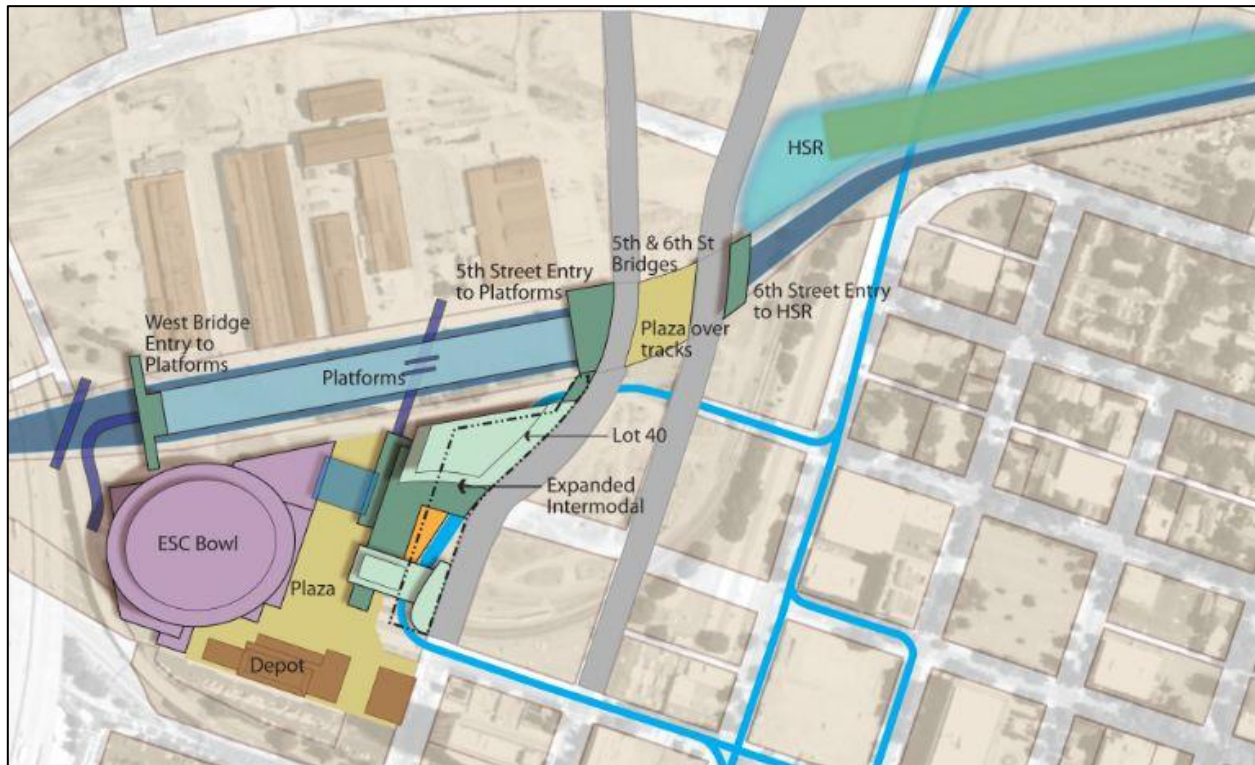 HSR
5th & 6th St
Bridges
5th Street Entry
to Platforms
6th Street Entry
to HSR
West Bridge
Entry to
Platforms
Plaza over
tracks
Platforms
Lot 40
Expanded
Intermodal
ESC Bowl
Plaza
Depot